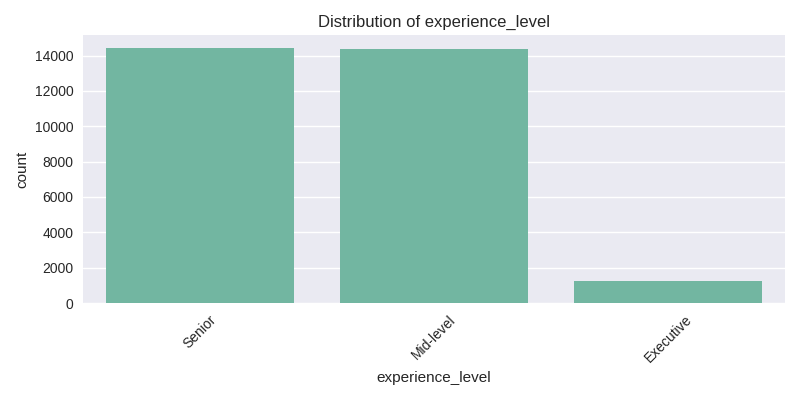 Distribution of experience_level
14000
12000
10000
8000
6000
4000
2000
0
count
Senior
Mid-level
Executive
experience_level